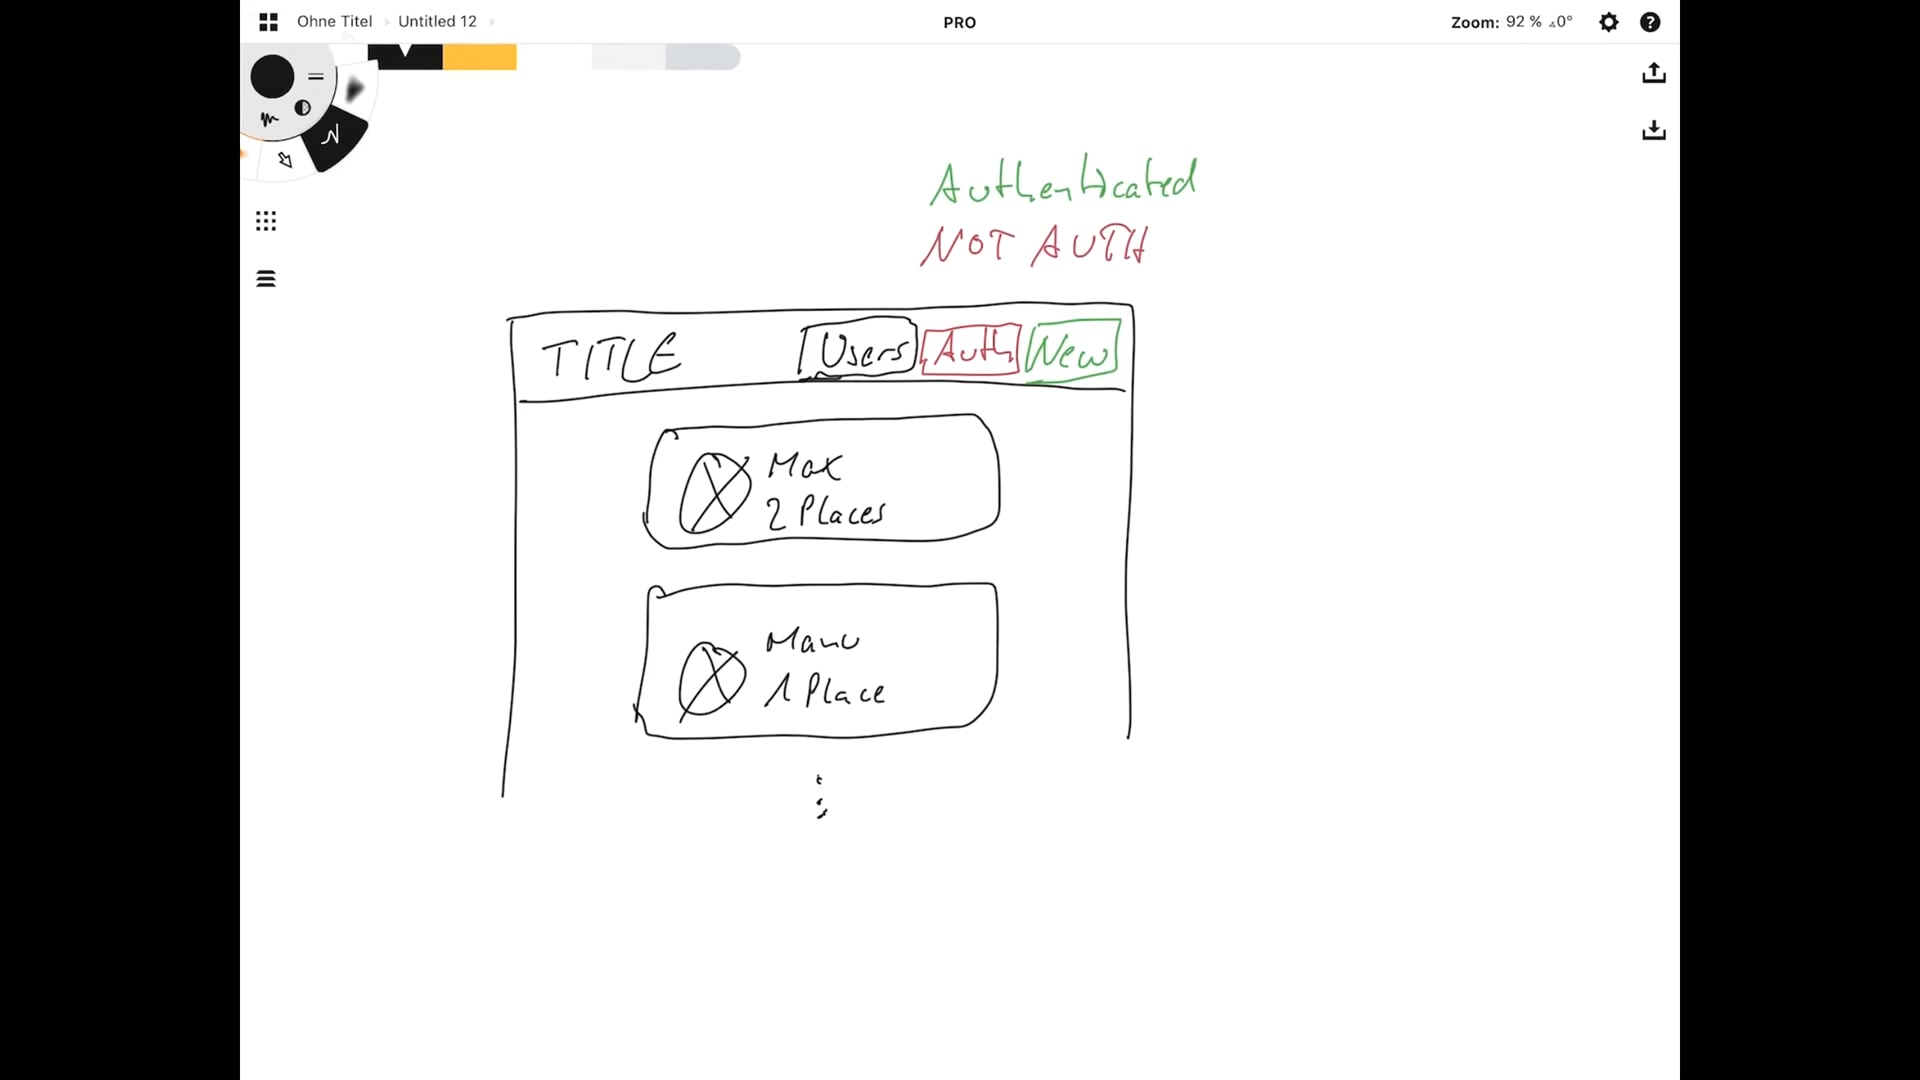 Ohne Titel Untitled 12 PRO Zoom: 92 % ⊿0°
Authenticated
NOT AUTH
TITLE Users Auth New
Max
2 Places
Manu
1 Place